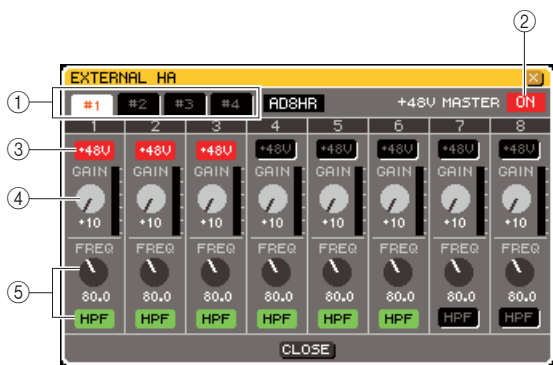 ②
EXTERNAL HA
① #1 #2 #3 #4 AD8HR +48V MASTER ON
1 2 3 4 5 6 7 8
③ +48V +48V +48V +48V +48V +48V +48V +48V
GAIN GAIN GAIN GAIN GAIN GAIN GAIN GAIN
④
+10 +10 +10 +10 +10 +10 +10 +10
FREQ FREQ FREQ FREQ FREQ FREQ FREQ FREQ
⑤
80.0 80.0 80.0 80.0 80.0 80.0 80.0 80.0
HPF HPF HPF HPF HPF HPF HPF HPF
CLOSE